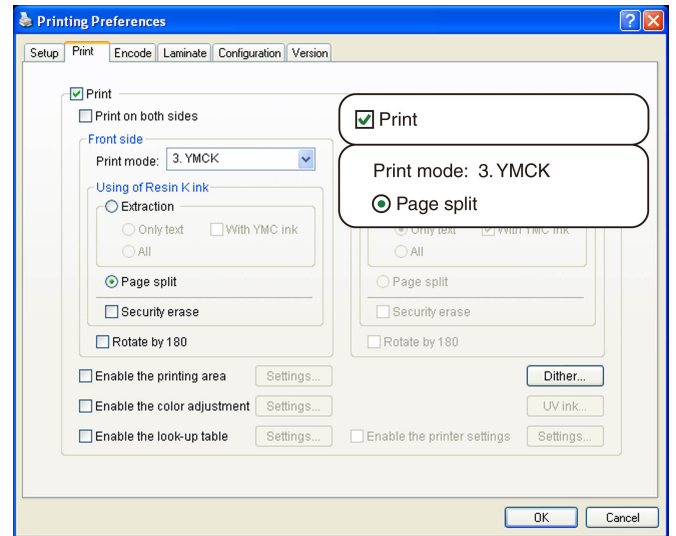 Printing Preferences
Setup Print Encode Laminate Configuration Version
Print
Print on both sides
Front side
Print mode: 3. YMCK
Using of Resin K ink
Extraction
Only text With YMC ink
All
Page split
Security erase
Rotate by 180
Print
Print mode: 3. YMCK
Page split
Only text With YMC ink
All
Page split
Security erase
Rotate by 180
Enable the printing area Settings... Dither...
Enable the color adjustment Settings... UV ink...
Enable the look-up table Settings... Enable the printer settings Settings...
OK Cancel